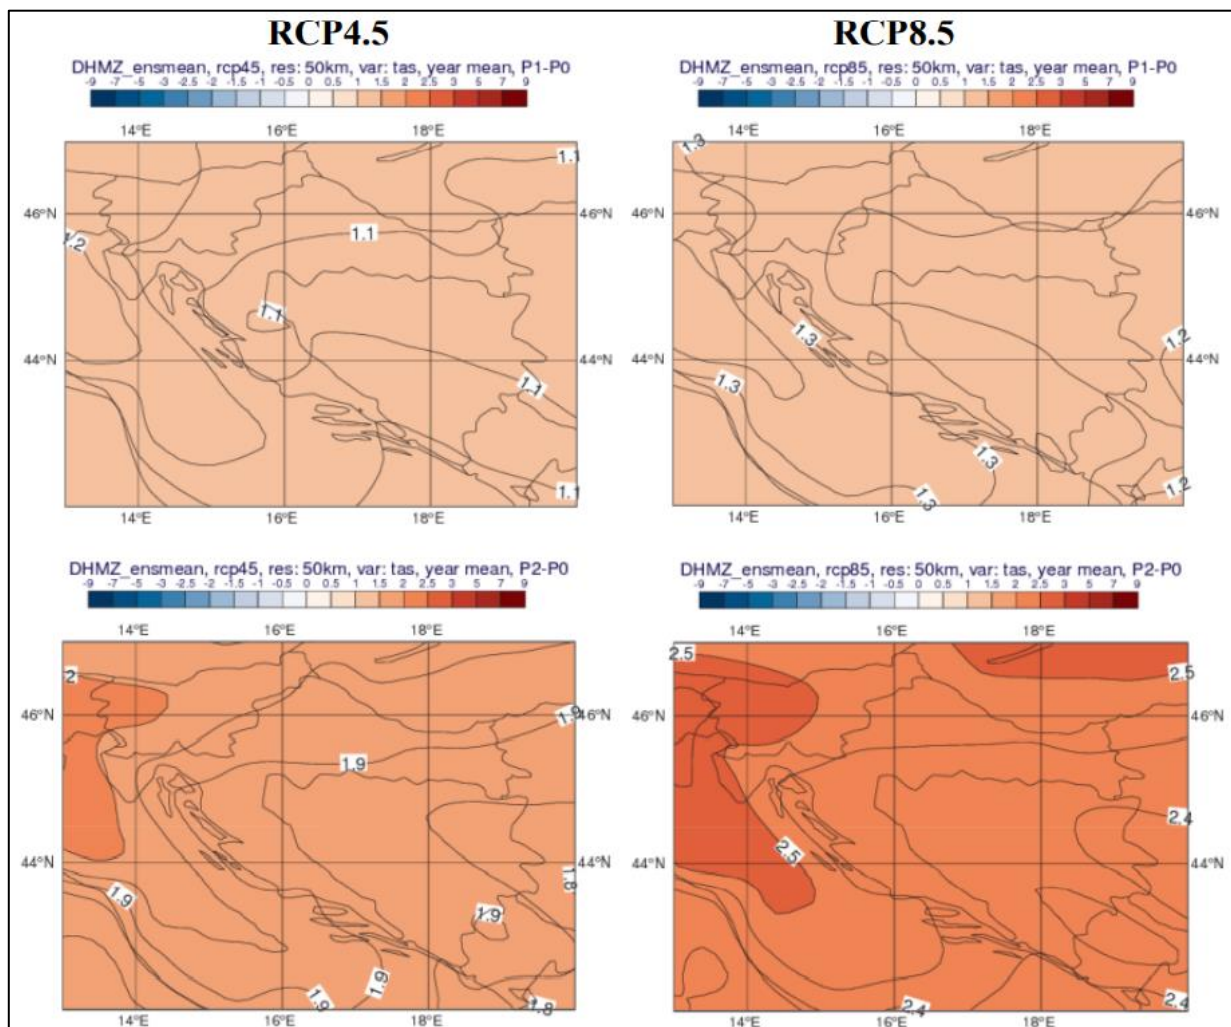 RCP4.5
RCP8.5
DHMZ_ensmean, rcp45, res: 50km, var: tas, year mean, P1-P0
-9 -7 -5 -3 -2.5 -2 -1.5 -1 -0.5 0 0.5 1 1.5 2 2.5 3 5 7 9
14°E 16°E 18°E
1.1
46°N 46°N
1.2
1.1
1.1
44°N 44°N
1.1
1.1
14°E 16°E 18°E
DHMZ_ensmean, rcp85, res: 50km, var: tas, year mean, P1-P0
-9 -7 -5 -3 -2.5 -2 -1.5 -1 -0.5 0 0.5 1 1.5 2 2.5 3 5 7 9
14°E 16°E 18°E
1.3
46°N 46°N
1.3
1.2
44°N 44°N
1.3
1.3
1.2
1.3
14°E 16°E 18°E
DHMZ_ensmean, rcp45, res: 50km, var: tas, year mean, P2-P0
-9 -7 -5 -3 -2.5 -2 -1.5 -1 -0.5 0 0.5 1 1.5 2 2.5 3 5 7 9
14°E 16°E 18°E
2
46°N 46°N
1.9
1.9
44°N 44°N
1.8
1.9
1.9
1.9
1.9
1.8
14°E 16°E 18°E
DHMZ_ensmean, rcp85, res: 50km, var: tas, year mean, P2-P0
-9 -7 -5 -3 -2.5 -2 -1.5 -1 -0.5 0 0.5 1 1.5 2 2.5 3 5 7 9
14°E 16°E 18°E
2.5
2.5
46°N 46°N
2.4
2.5
44°N 44°N
2.4
2.4
14°E 16°E 18°E